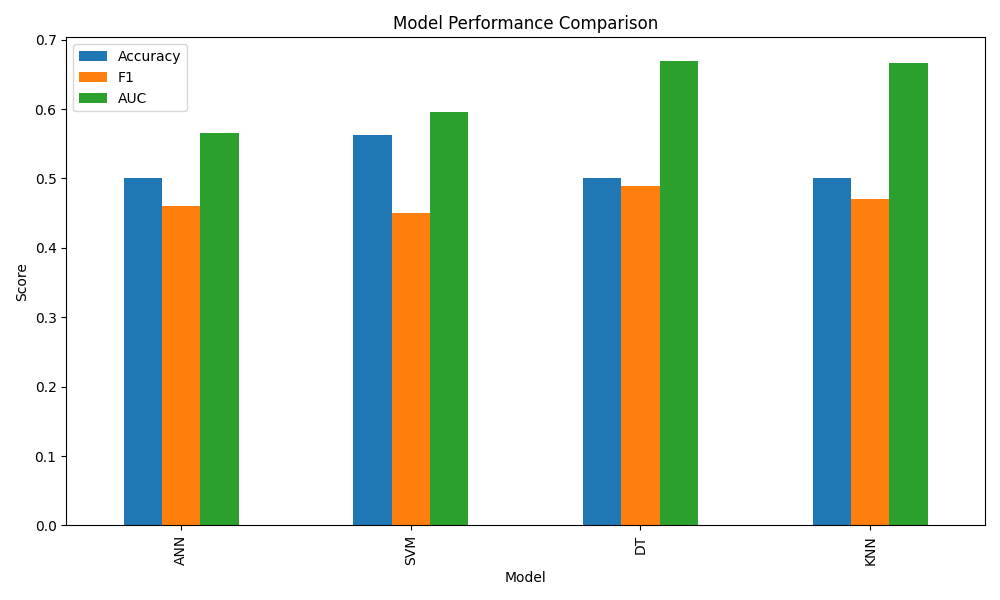 Model Performance Comparison
Accuracy
F1
AUC
Score
0.7
0.6
0.5
0.4
0.3
0.2
0.1
0.0
ANN
SVM
DT
KNN
Model